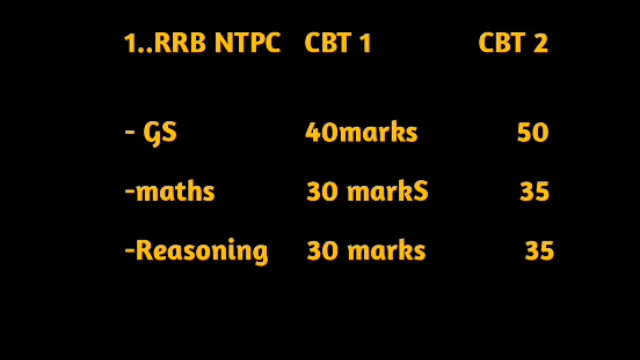 1..RRB NTPC CBT 1 CBT 2
- GS 40marks 50
-maths 30 markS 35
-Reasoning 30 marks 35